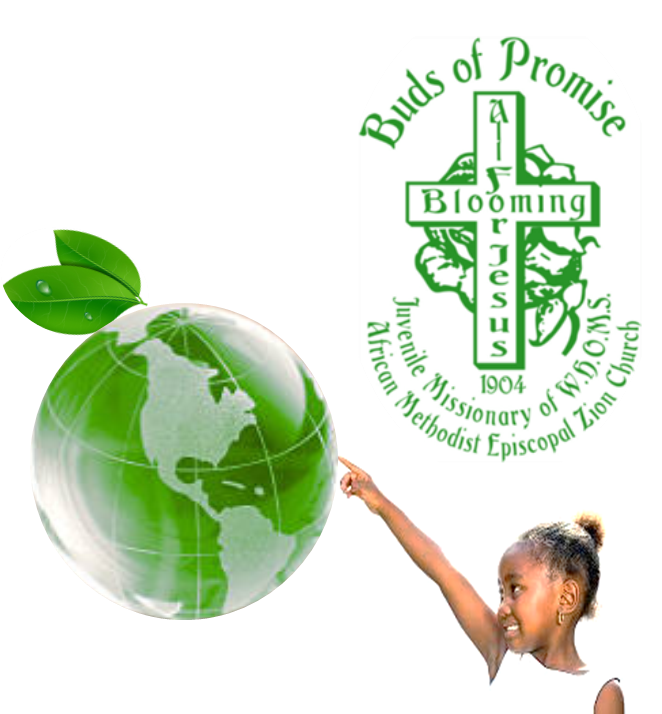 Buds of Promise
All For Jesus
Blooming
1904
Juvenile Missionary of W.H.O.M.S.
African Methodist Episcopal Zion Church